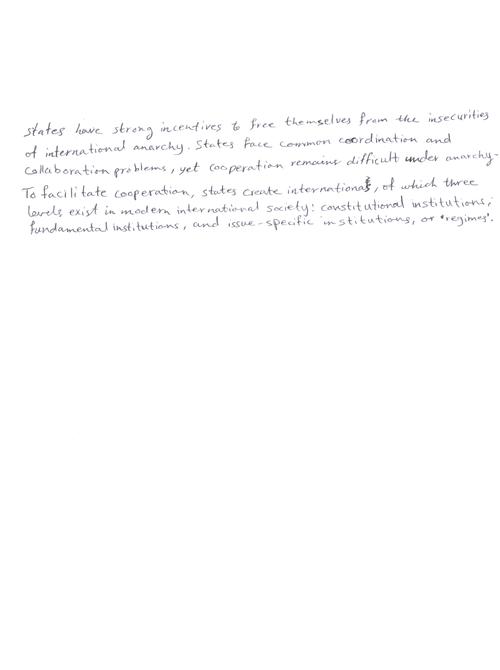 states have strong incentives to free themselves from the insecurities
of international anarchy. States face common coordination and
collaboration problems, yet cooperation remains difficult under anarchy.
To facilitate cooperation, states create internationals, of which three
levels exist in modern international society: constitutional institutions,
fundamental institutions, and issue-specific institutions, or 'regimes'.